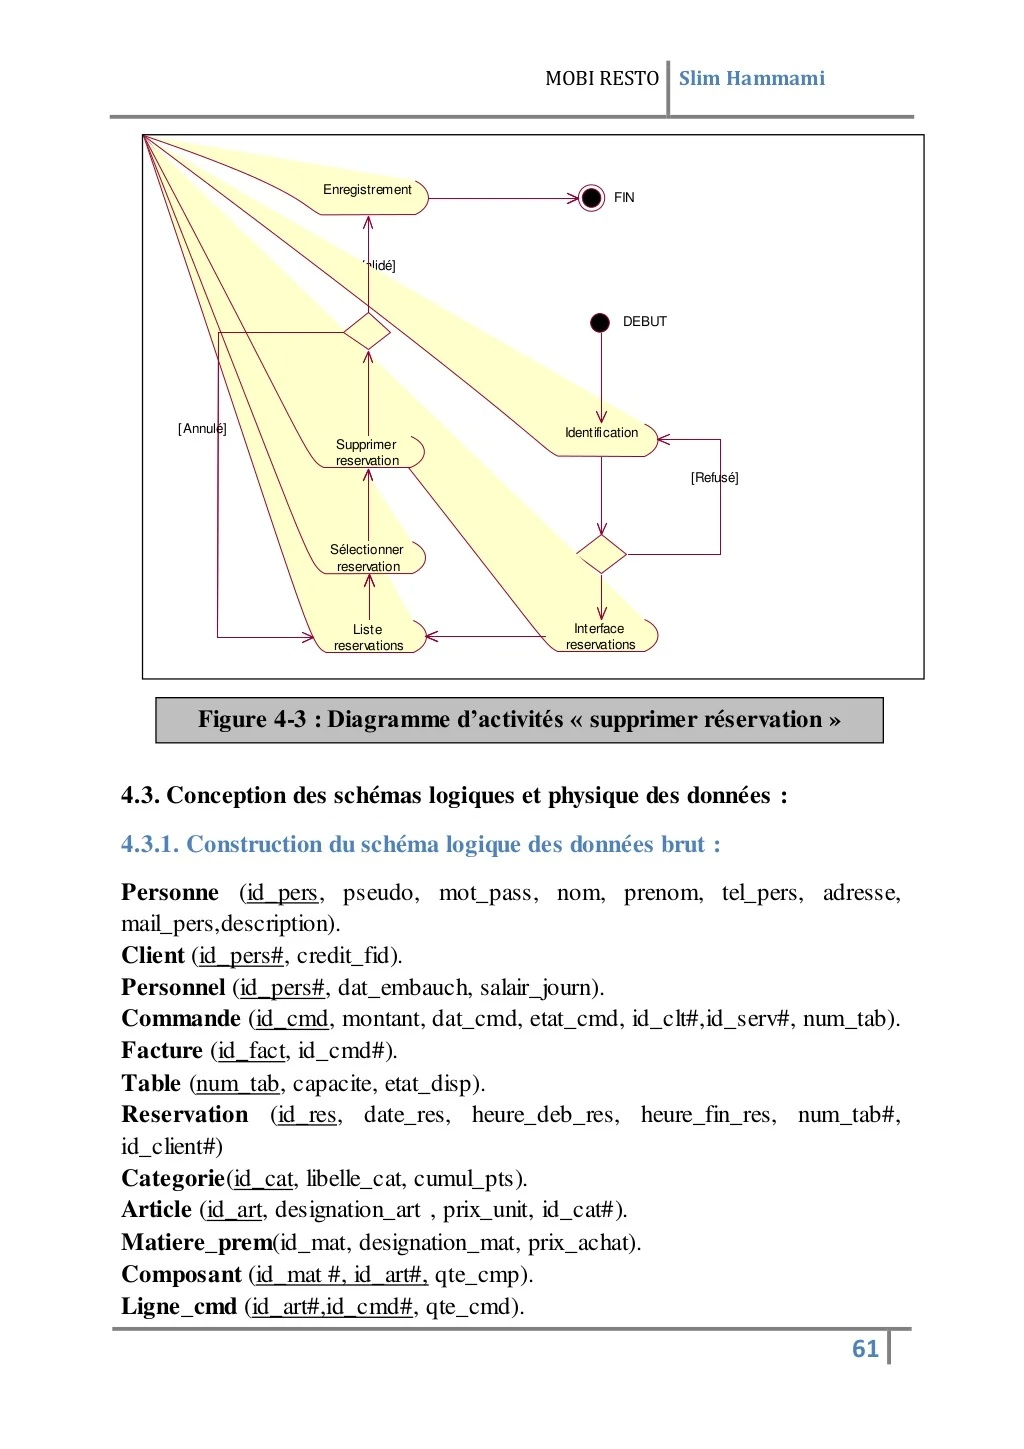 MOBI RESTO Slim Hammami
Enregistrement
FIN
DEBUT
Identification
[Annulé]
Supprimer
reservation
[Refusé]
Sélectionner
reservation
Liste
reservations
Interface
reservations
Figure 4-3 : Diagramme d’activités « supprimer réservation »
4.3. Conception des schémas logiques et physique des données :
4.3.1. Construction du schéma logique des données brut :
Personne (id_pers, pseudo, mot_pass, nom, prenom, tel_pers, adresse,
mail_pers,description).
Client (id_pers#, credit_fid).
Personnel (id_pers#, dat_embauch, salair_journ).
Commande (id_cmd, montant, dat_cmd, etat_cmd, id_clt#,id_serv#, num_tab).
Facture (id_fact, id_cmd#).
Table (num_tab, capacite, etat_disp).
Reservation (id_res, date_res, heure_deb_res, heure_fin_res, num_tab#,
id_client#)
Categorie(id_cat, libelle_cat, cumul_pts).
Article (id_art, designation_art , prix_unit, id_cat#).
Matiere_prem(id_mat, designation_mat, prix_achat).
Composant (id_mat #, id_art#, qte_cmp).
Ligne_cmd (id_art#,id_cmd#, qte_cmd).
61